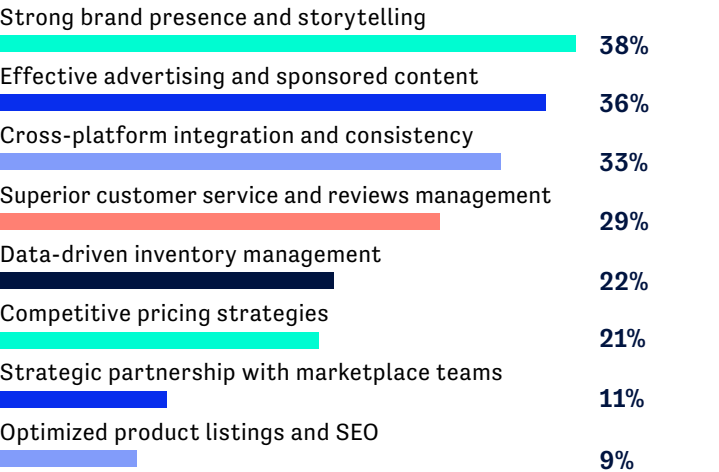 Strong brand presence and storytelling
38%
Effective advertising and sponsored content
36%
Cross-platform integration and consistency
33%
Superior customer service and reviews management
29%
Data-driven inventory management
22%
Competitive pricing strategies
21%
Strategic partnership with marketplace teams
11%
Optimized product listings and SEO
9%